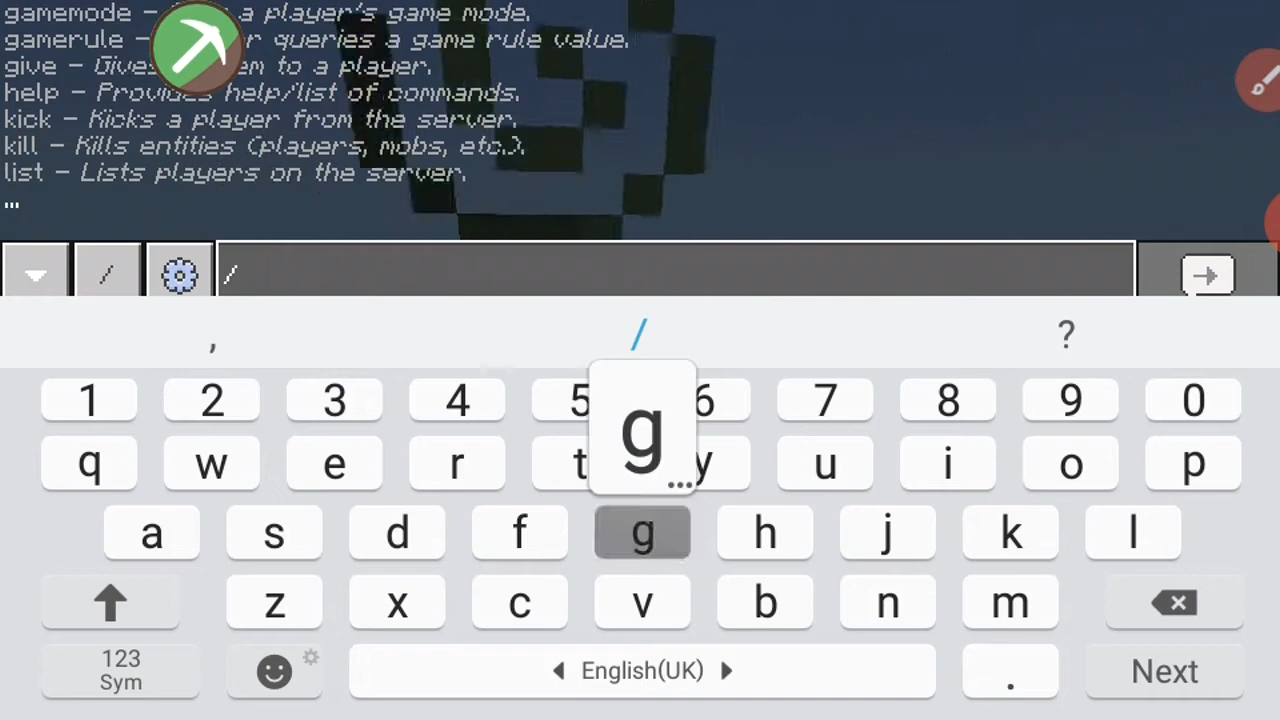 gamemode - a player's game mode.
gamerule - r queries a game rule value.
give - Gives em to a player.
help - Provides help/list of commands.
kick - Kicks a player from the server.
kill - Kills entities (players, mobs, etc.).
list - Lists players on the server.
...
/ /
, / ?
1 2 3 4 5 6 7 8 9 0
g
q w e r t y u i o p
a s d f g h j k l
z x c v b n m
123
Sym
English(UK)
.
Next